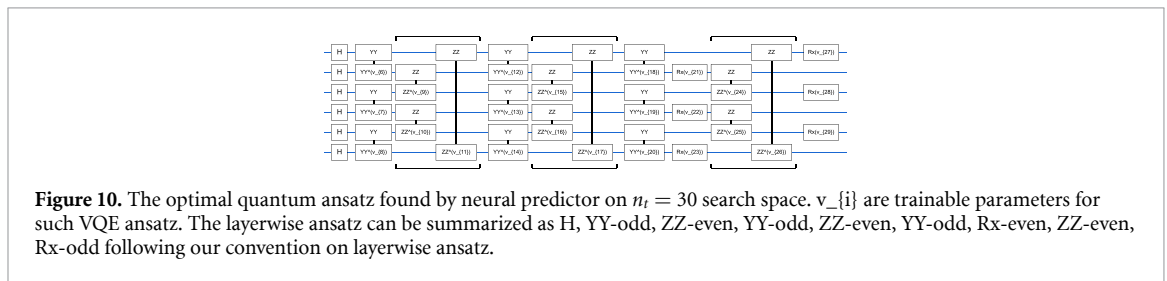 H YY ZZ YY ZZ YY ZZ Rx(v_{27})
H YY^(v_{6}) ZZ YY^(v_{12}) ZZ YY^(v_{18}) Rx(v_{21}) ZZ
H YY ZZ^(v_{9}) YY ZZ^(v_{15}) YY ZZ^(v_{24}) Rx(v_{28})
H YY^(v_{7}) ZZ YY^(v_{13}) ZZ YY^(v_{19}) Rx(v_{22}) ZZ
H YY ZZ^(v_{10}) YY ZZ^(v_{16}) YY ZZ^(v_{25}) Rx(v_{29})
H YY^(v_{8}) ZZ^(v_{11}) YY^(v_{14}) ZZ^(v_{17}) YY^(v_{20}) Rx(v_{23}) ZZ^(v_{26})
Figure 10. The optimal quantum ansatz found by neural predictor on nₜ = 30 search space. v_{i} are trainable parameters for
such VQE ansatz. The layerwise ansatz can be summarized as H, YY-odd, ZZ-even, YY-odd, ZZ-even, YY-odd, Rx-even, ZZ-even,
Rx-odd following our convention on layerwise ansatz.